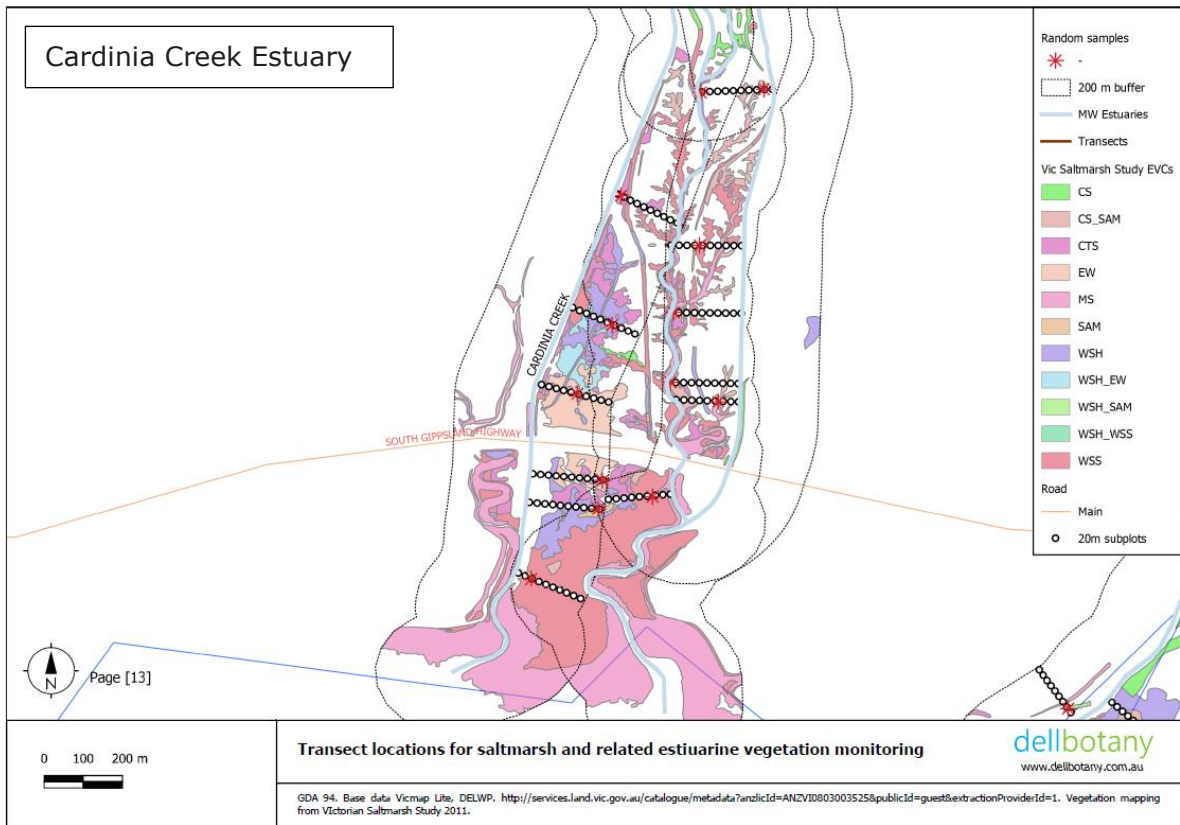 Cardinia Creek Estuary
Random samples
-
200 m buffer
MW Estuaries
Transects
Vic Saltmarsh Study EVCs
CS
CS_SAM
CTS
EW
MS
SAM
WSH
WSH_EW
WSH_SAM
WSH_WSS
WSS
Road
Main
20m subplots
CARDINIA CREEK
SOUTH GIPPSLAND HIGHWAY
N
Page [13]
0 100 200 m
Transect locations for saltmarsh and related estiuarine vegetation monitoring
dellbotany
www.dellbotany.com.au
GDA 94. Base data Vicmap Lite, DELWP. http://services.land.vic.gov.au/catalogue/metadata?anzlicId=ANZVI0803003525&publicId=guest&extractionProviderId=1. Vegetation mapping
from VIctorian Saltmarsh Study 2011.